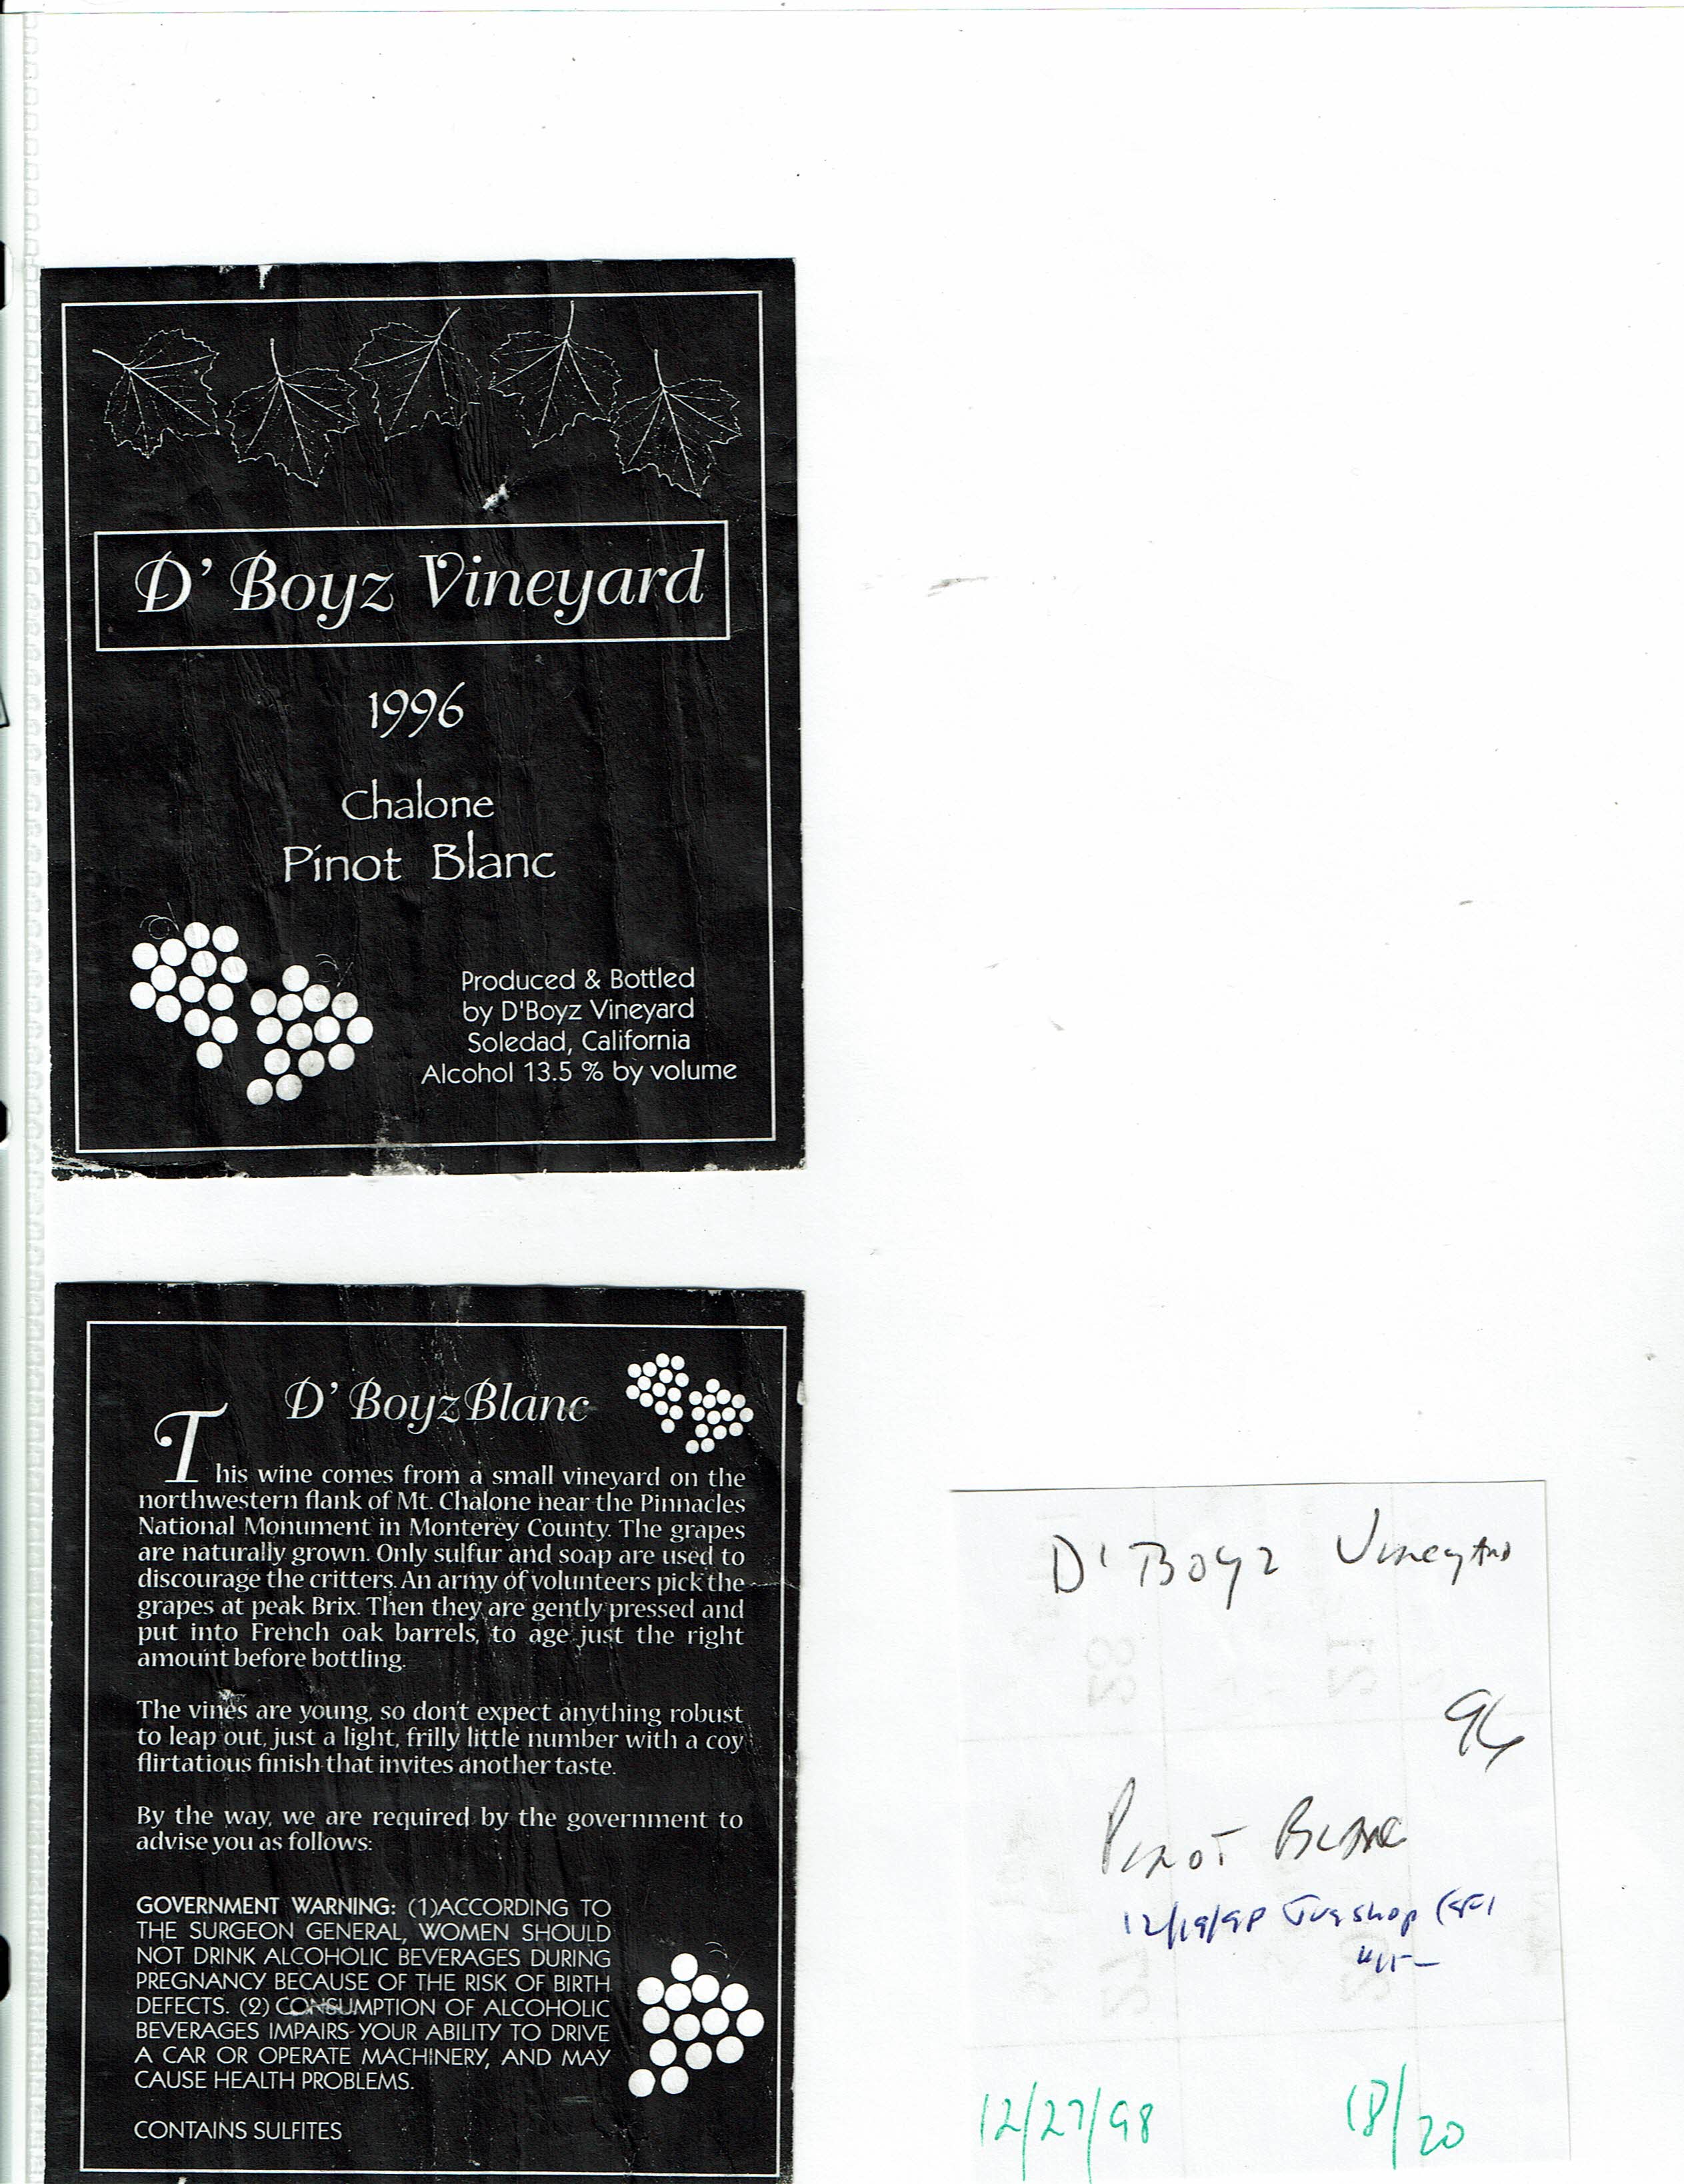 D' Boyz Vineyard
1996
Chalone
Pinot Blanc
Produced & Bottled
by D'Boyz Vineyard
Soledad, California
Alcohol 13.5 % by volume
D' Boyz Blanc
This wine comes from a small vineyard on the
northwestern flank of Mt. Chalone near the Pinnacles
National Monument in Monterey County. The grapes
are naturally grown. Only sulfur and soap are used to
discourage the critters. An army of volunteers pick the
grapes at peak Brix. Then they are gently pressed and
put into French oak barrels, to age just the right
amount before bottling.
The vines are young, so don't expect anything robust
to leap out, just a light, frilly little number with a coy
flirtatious finish that invites another taste.
By the way, we are required by the government to
advise you as follows:
GOVERNMENT WARNING: (1)ACCORDING TO
THE SURGEON GENERAL, WOMEN SHOULD
NOT DRINK ALCOHOLIC BEVERAGES DURING
PREGNANCY BECAUSE OF THE RISK OF BIRTH
DEFECTS. (2) CONSUMPTION OF ALCOHOLIC
BEVERAGES IMPAIRS YOUR ABILITY TO DRIVE
A CAR OR OPERATE MACHINERY, AND MAY
CAUSE HEALTH PROBLEMS.
CONTAINS SULFITES
D' Boyz Vineyard
96
Pinot Blanc
12/19/98 Jug shop
12/27/98 18/20